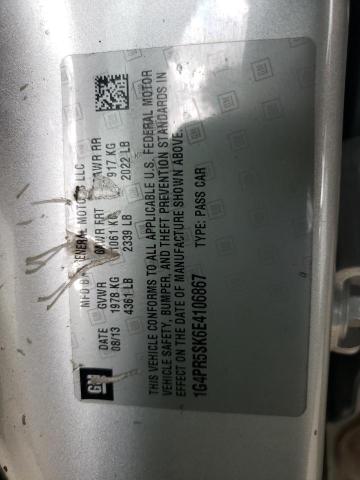 GM
MFD BY GENERAL MOTORS LLC
DATE GVWR GAWR FRT GAWR RR
08/13 1978 KG 1061 KG 917 KG
4361 LB 2339 LB 2022 LB
THIS VEHICLE CONFORMS TO ALL APPLICABLE U.S. FEDERAL MOTOR
VEHICLE SAFETY, BUMPER, AND THEFT PREVENTION STANDARDS IN
EFFECT ON THE DATE OF MANUFACTURE SHOWN ABOVE.
1G4PR5SK6E4106867 TYPE: PASS CAR